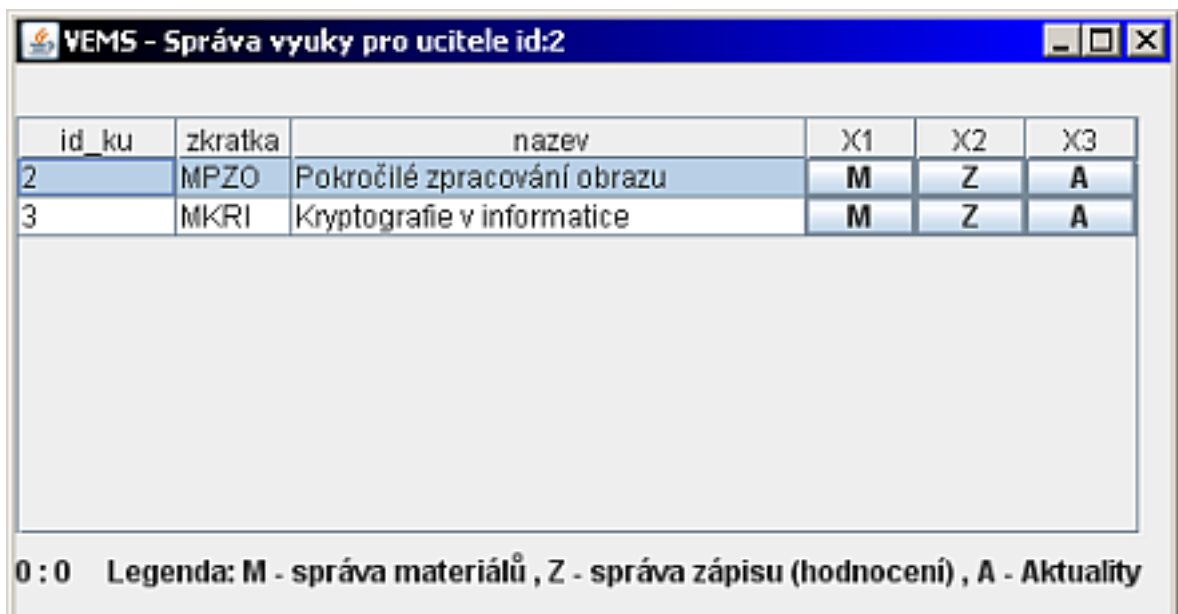 VEMS - Správa vyuky pro ucitele id:2
id_ku zkratka nazev X1 X2 X3
2 MPZO Pokročilé zpracování obrazu M Z A
3 MKRI Kryptografie v informatice M Z A
0 : 0 Legenda: M - správa materiálů , Z - správa zápisu (hodnocení) , A - Aktuality